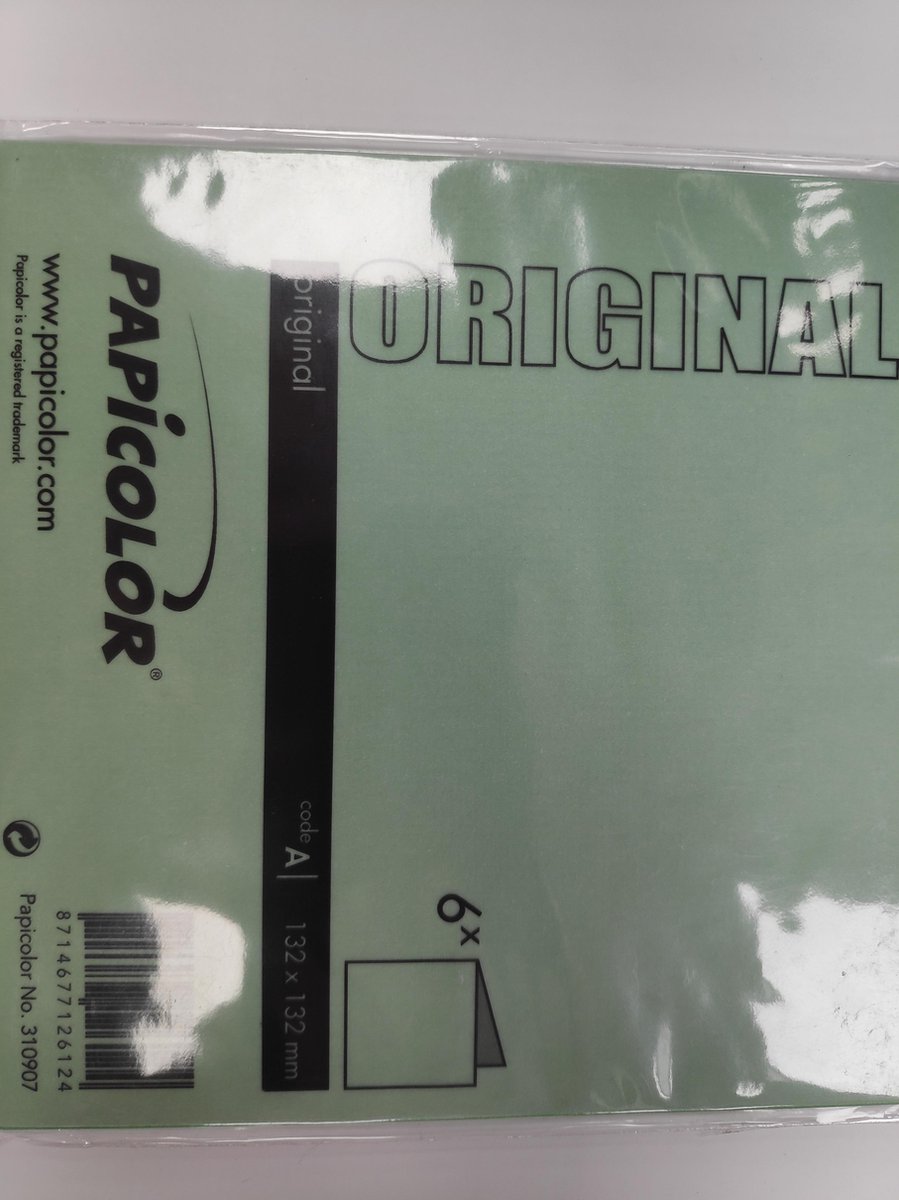 ORIGINAL
6x
original
code A | 132 x 132 mm
PAPICOLOR®
www.papicolor.com
Papicolor is a registered trademark
8714677126124
Papicolor No. 310907